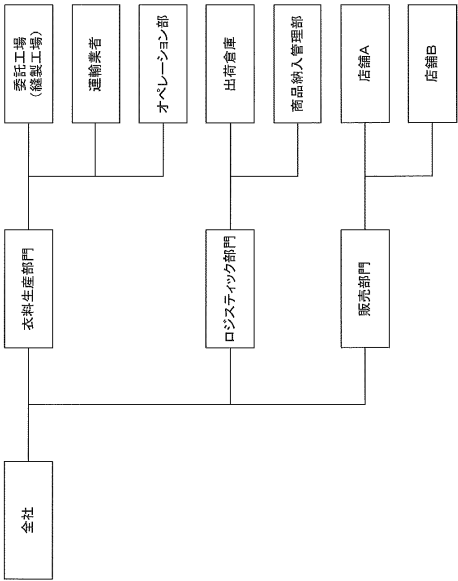 全社
衣料生産部門
ロジスティック部門
販売部門
委託工場
(縫製工場)
運輸業者
オペレーション部
出荷倉庫
商品納入管理部
店舗A
店舗B